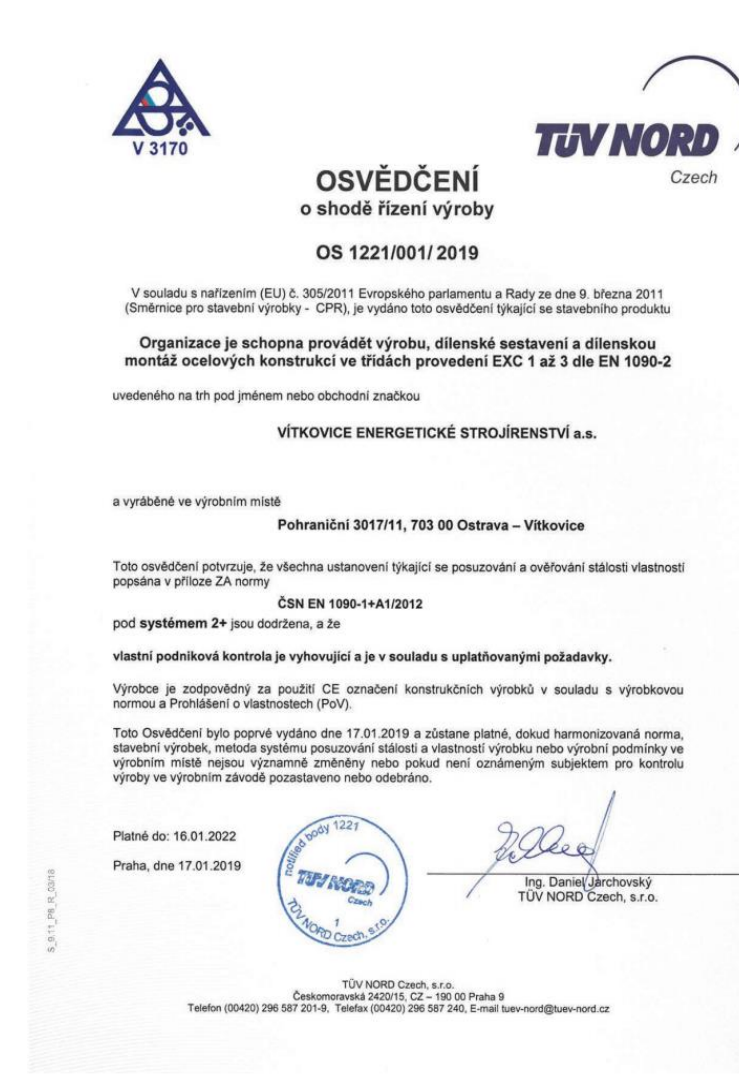 V 3170
TÜV NORD
Czech
OSVĚDČENÍ
o shodě řízení výroby
OS 1221/001/ 2019
V souladu s nařízením (EU) č. 305/2011 Evropského parlamentu a Rady ze dne 9. března 2011
(Směrnice pro stavební výrobky - CPR), je vydáno toto osvědčení týkající se stavebního produktu
Organizace je schopna provádět výrobu, dílenské sestavení a dílenskou
montáž ocelových konstrukcí ve třídách provedení EXC 1 až 3 dle EN 1090-2
uvedeného na trh pod jménem nebo obchodní značkou
VÍTKOVICE ENERGETICKÉ STROJÍRENSTVÍ a.s.
a vyráběné ve výrobním místě
Pohraniční 3017/11, 703 00 Ostrava – Vítkovice
Toto osvědčení potvrzuje, že všechna ustanovení týkající se posuzování a ověřování stálosti vlastností
popsána v příloze ZA normy
ČSN EN 1090-1+A1/2012
pod systémem 2+ jsou dodržena, a že
vlastní podniková kontrola je vyhovující a je v souladu s uplatňovanými požadavky.
Výrobce je zodpovědný za použití CE označení konstrukčních výrobků v souladu s výrobkovou
normou a Prohlášení o vlastnostech (PoV).
Toto Osvědčení bylo poprvé vydáno dne 17.01.2019 a zůstane platné, dokud harmonizovaná norma,
stavební výrobek, metoda systému posuzování stálosti a vlastností výrobku nebo výrobní podmínky ve
výrobním místě nejsou významně změněny nebo pokud není oznámeným subjektem pro kontrolu
výroby ve výrobním závodě pozastaveno nebo odebráno.
Platné do: 16.01.2022
Praha, dne 17.01.2019
notified body 1221
TÜV NORD
Czech
1
TÜV NORD Czech, s.r.o.
Ing. Daniel Jarchovský
TÜV NORD Czech, s.r.o.
S_9.11_P8_R_03/18
TÜV NORD Czech, s.r.o.
Českomoravská 2420/15, CZ – 190 00 Praha 9
Telefon (00420) 296 587 201-9, Telefax (00420) 296 587 240, E-mail tuev-nord@tuev-nord.cz